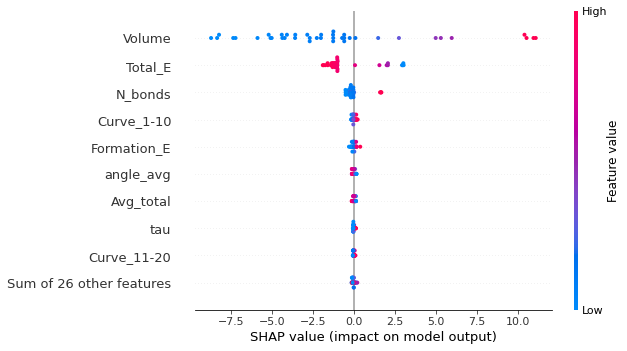 High
Volume
Total_E
N_bonds
Curve_1-10
Formation_E
angle_avg
Avg_total
tau
Curve_11-20
Sum of 26 other features
Feature value
Low
−7.5 −5.0 −2.5 0.0 2.5 5.0 7.5 10.0
SHAP value (impact on model output)